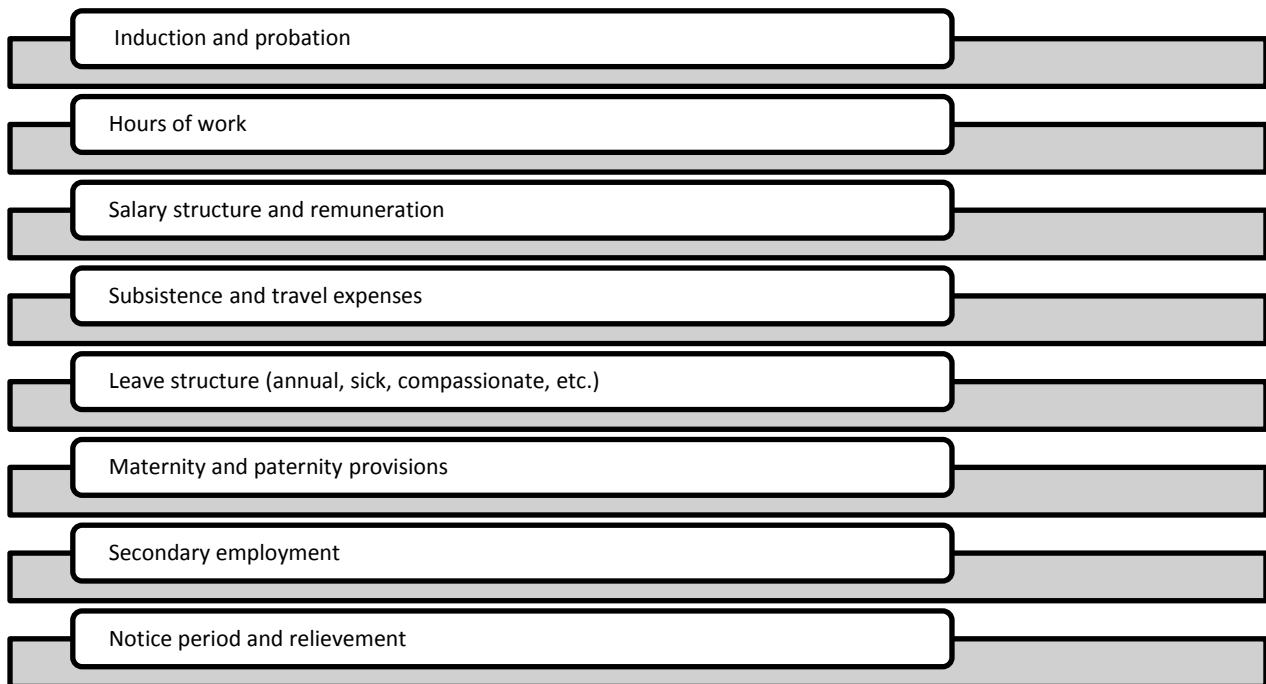 Induction and probation
Hours of work
Salary structure and remuneration
Subsistence and travel expenses
Leave structure (annual, sick, compassionate, etc.)
Maternity and paternity provisions
Secondary employment
Notice period and relievement